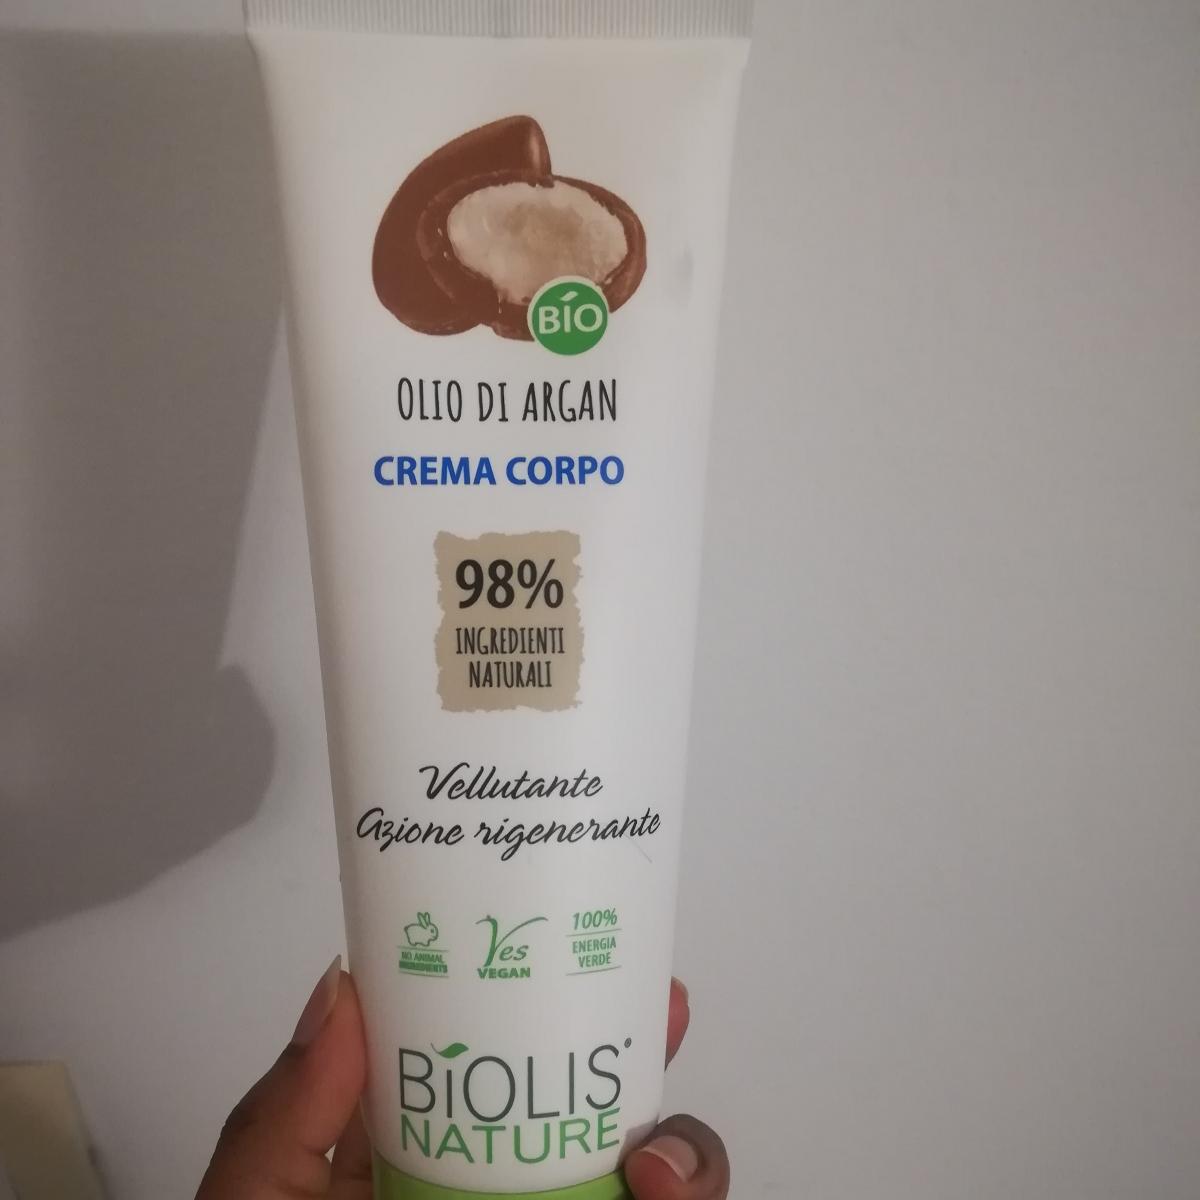 BIO
OLIO DI ARGAN
CREMA CORPO
98%
INGREDIENTI
NATURALI
Vellutante
Azione rigenerante
NO ANIMAL
INGREDIENTS
Yes
VEGAN
100%
ENERGIA
VERDE
BiOLIS®
NATURE